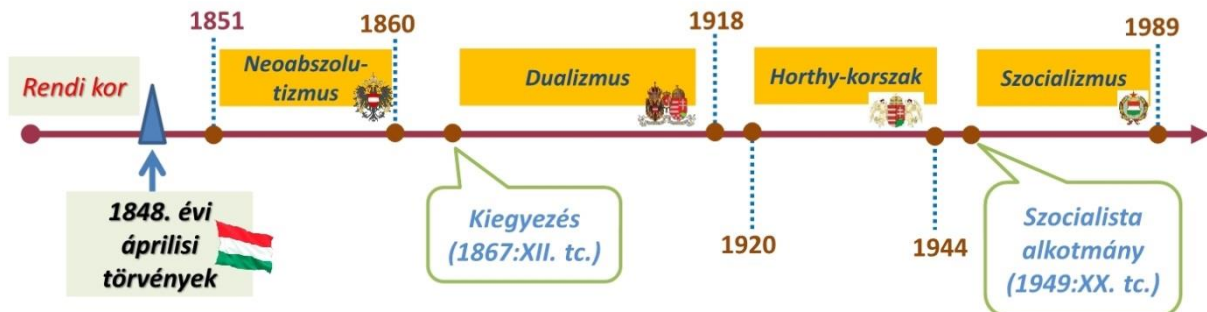 1851
1860
1918
1989
Rendi kor
Neoabszolu-
tizmus
Dualizmus
Horthy-korszak
Szocializmus
1848. évi
áprilisi
törvények
Kiegyezés
(1867:XII. tc.)
1920
1944
Szocialista
alkotmány
(1949:XX. tc.)